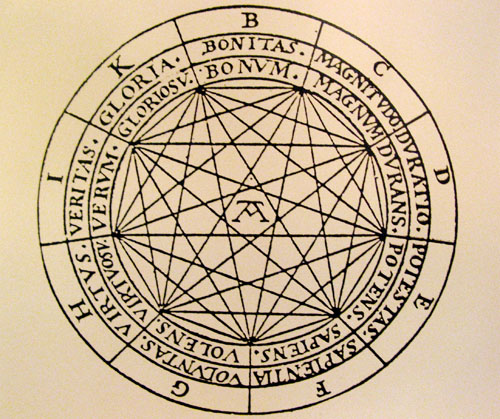 B
C
D
E
F
G
H
I
K
BONITAS.
MAGNITVDO
DVRATIO.
POTESTAS.
SAPIENTIA
VOLVNTAS
VIRTVS.
VERITAS.
GLORIA.
BONVM.
MAGNVM
DVRANS.
POTENS.
SAPIENS.
VOLENS
VIRTVOSV.
VERVM.
GLORIOSV.
A